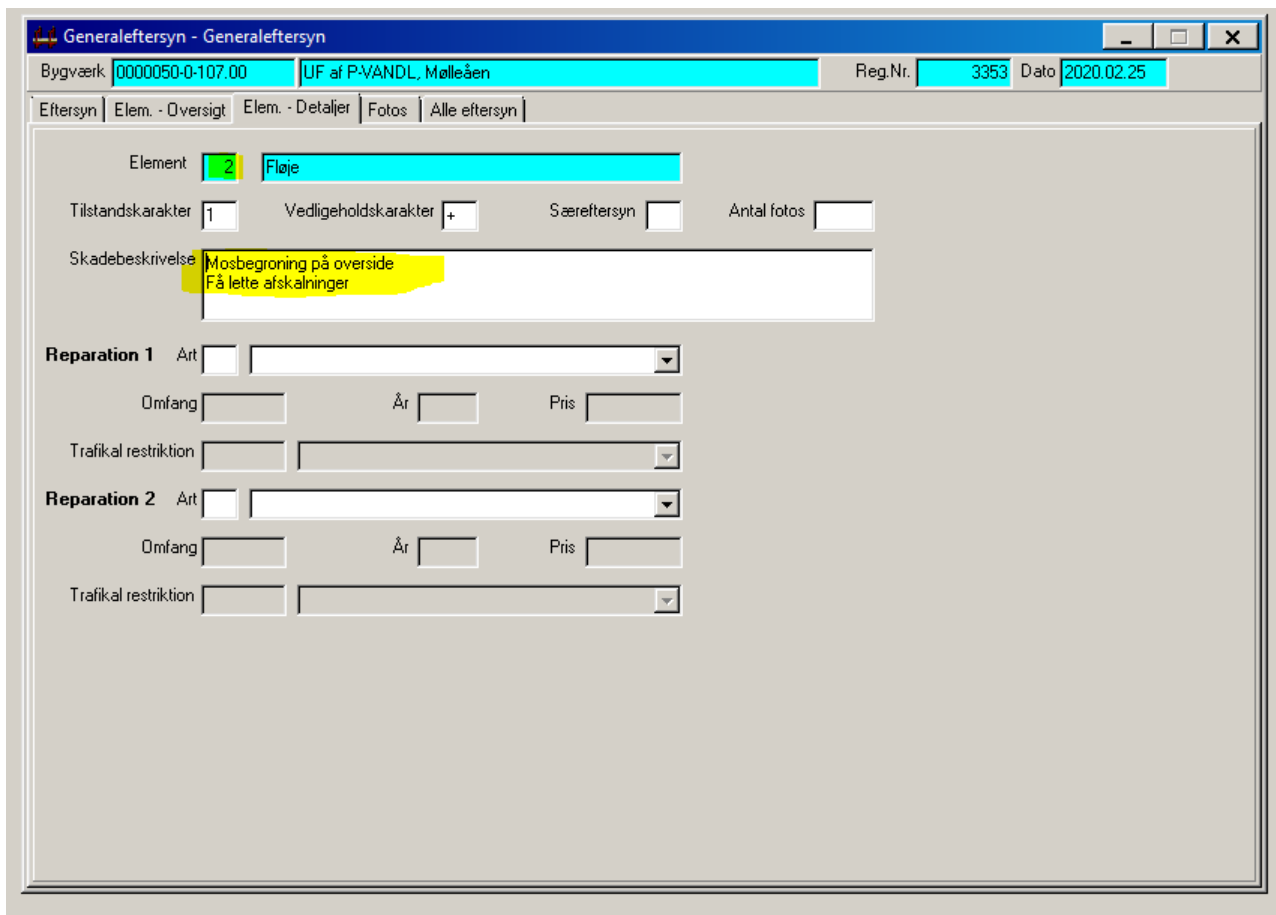 Generaleftersyn - Generaleftersyn
Bygværk 0000050-0-107.00 UF af P-VANDL, Mølleåen Reg.Nr. 3353 Dato 2020.02.25
Eftersyn Elem. - Oversigt Elem. - Detaljer Fotos Alle eftersyn
Element 2 Fløje
Tilstandskarakter 1 Vedligeholdskarakter + Særeftersyn Antal fotos
Skadebeskrivelse Mosbegroning på overside
Få lette afskalninger
Reparation 1 Art
Omfang År Pris
Trafikal restriktion
Reparation 2 Art
Omfang År Pris
Trafikal restriktion